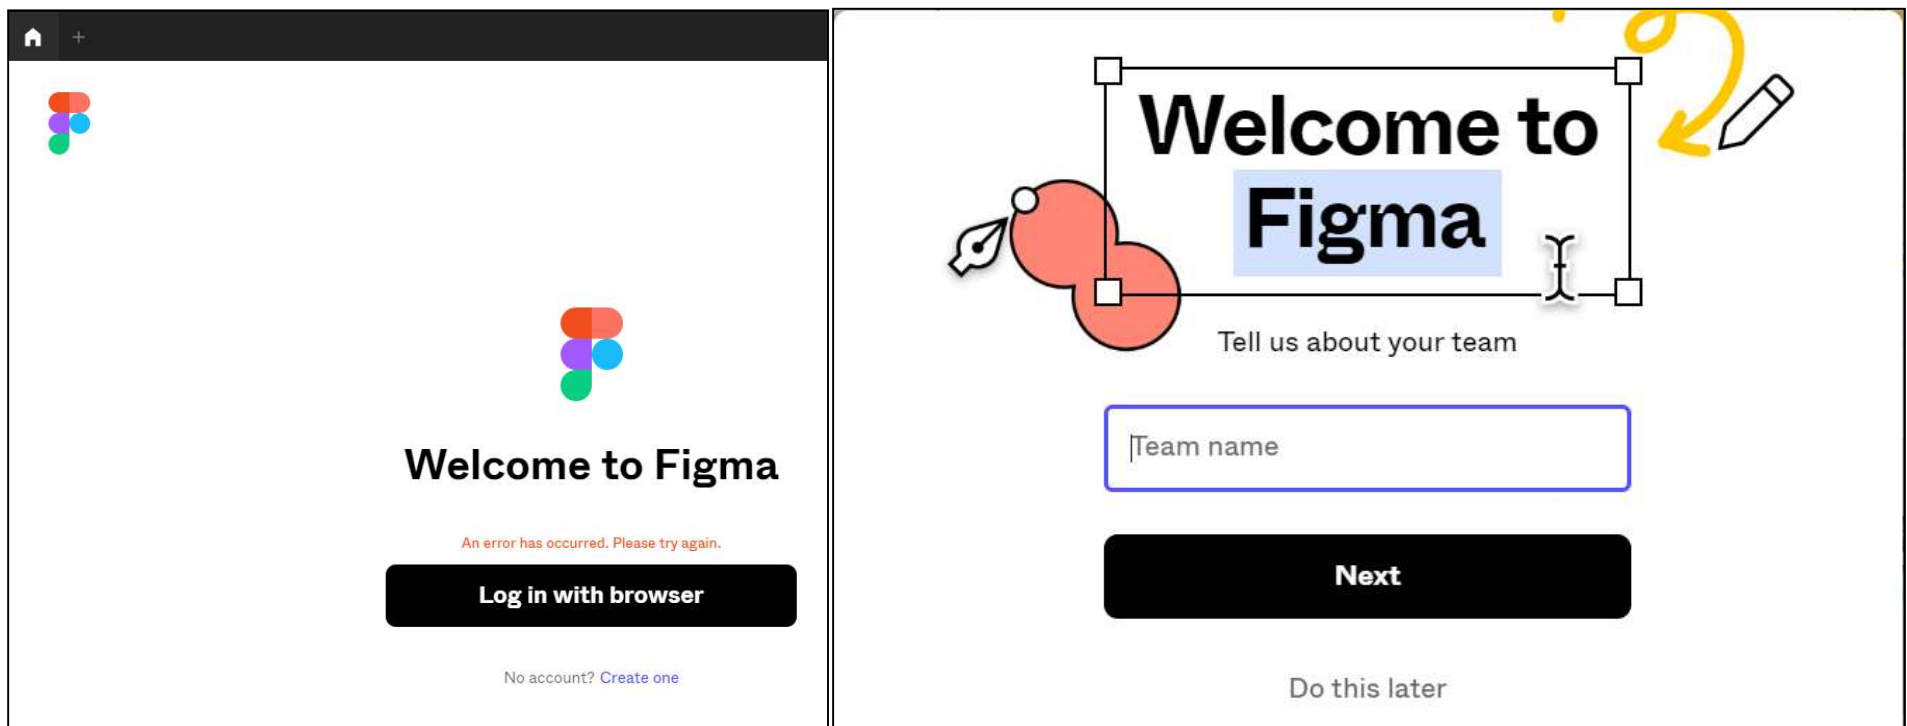 Welcome to Figma
An error has occurred. Please try again.
Log in with browser
No account? Create one
Welcome to
Figma
Tell us about your team
Team name
Next
Do this later